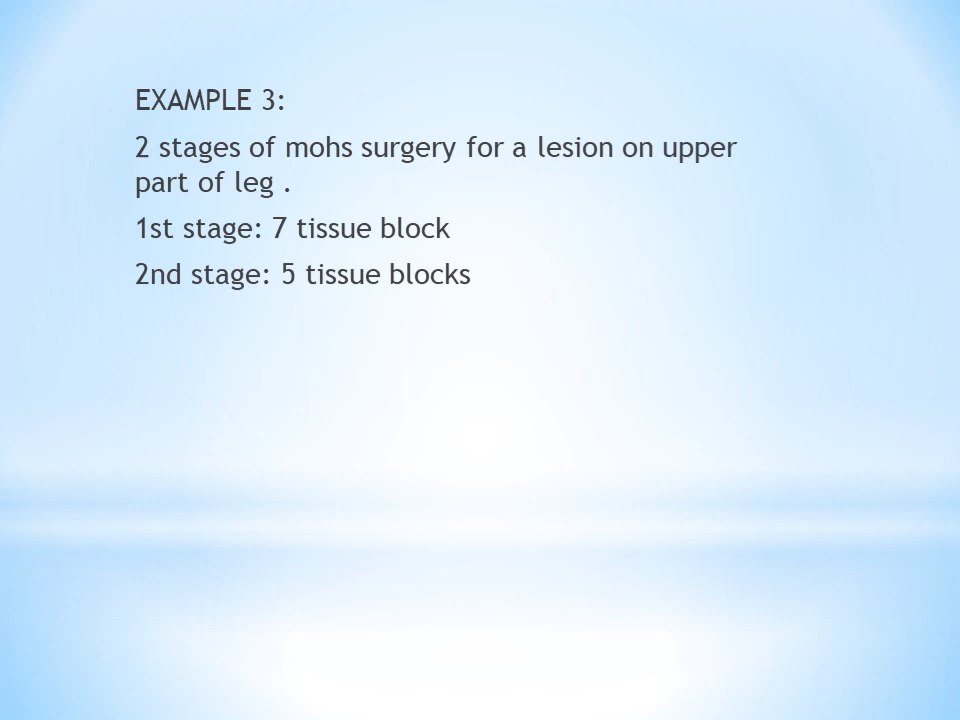 EXAMPLE 3:
2 stages of mohs surgery for a lesion on upper
part of leg .
1st stage: 7 tissue block
2nd stage: 5 tissue blocks